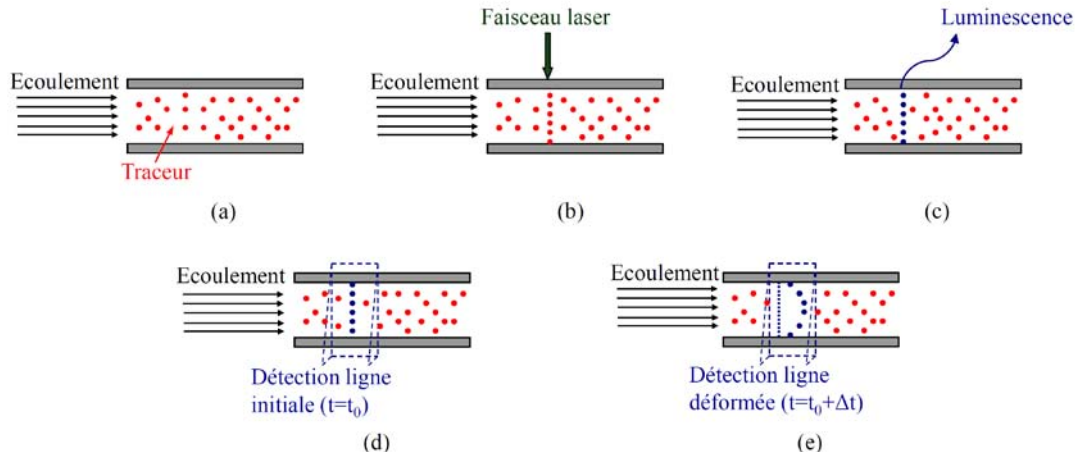 Faisceau laser
Luminescence
Ecoulement
Ecoulement
Ecoulement
Traceur
(a)
(b)
(c)
Ecoulement
Ecoulement
Détection ligne
initiale (t=t₀)
Détection ligne
déformée (t=t₀+Δt)
(d)
(e)